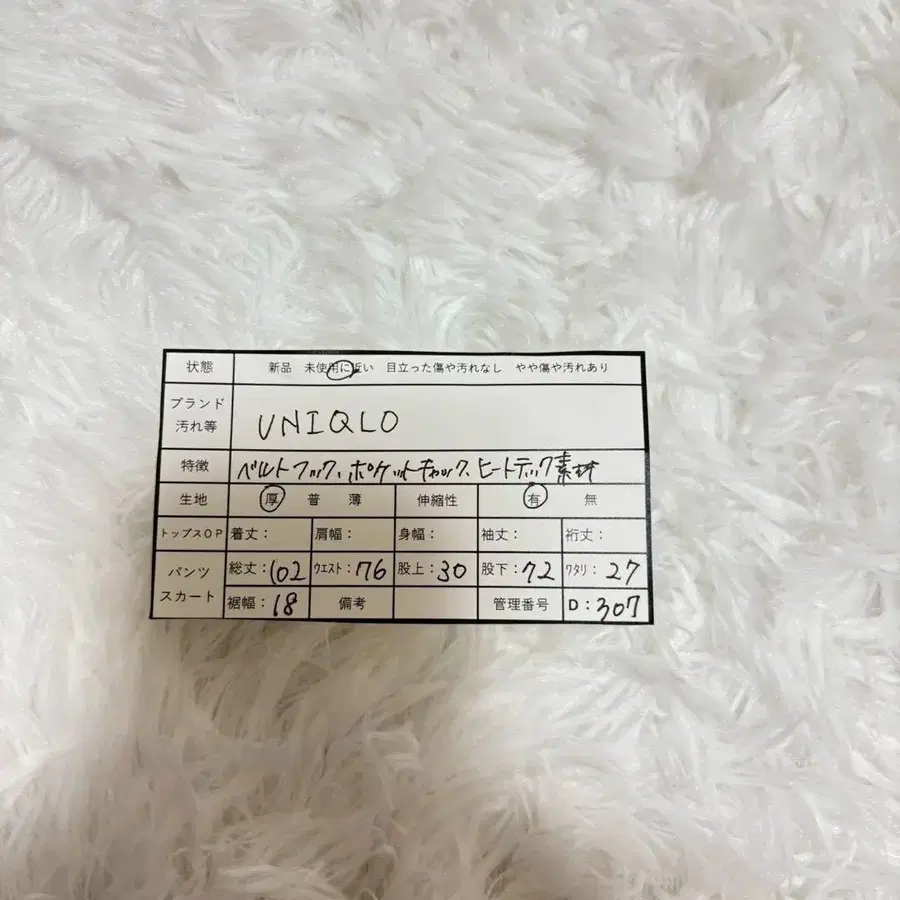 状態 新品 未使用に近い 目立った傷や汚れなし やや傷や汚れあり
ブランド
汚れ等 UNIQLO
特徴 ベルトフック、ポケットチャック、ヒートテック素材
生地 厚 普 薄 伸縮性 有 無
トップスOP 着丈: 肩幅: 身幅: 袖丈: 裄丈:
パンツ
スカート 総丈:102 ウエスト:76 股上:30 股下:72 ワタリ:27
裾幅:18 備考 管理番号 D:307